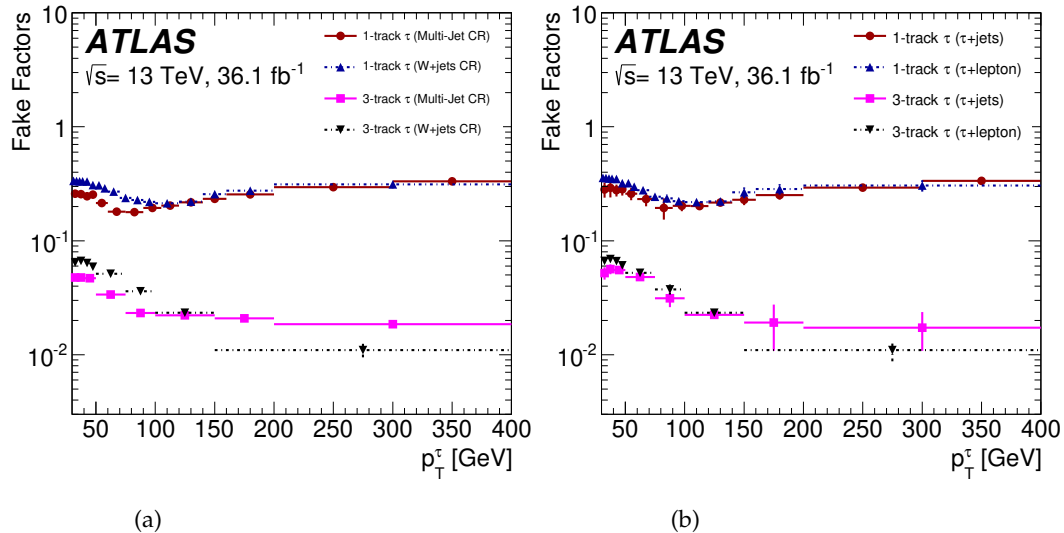 Fake Factors
10
1
10⁻¹
10⁻²
ATLAS
√s= 13 TeV, 36.1 fb⁻¹
1-track τ (Multi-Jet CR)
1-track τ (W+jets CR)
3-track τ (Multi-Jet CR)
3-track τ (W+jets CR)
50 100 150 200 250 300 350 400
p_T^τ [GeV]
(a)
Fake Factors
10
1
10⁻¹
10⁻²
ATLAS
√s= 13 TeV, 36.1 fb⁻¹
1-track τ (τ+jets)
1-track τ (τ+lepton)
3-track τ (τ+jets)
3-track τ (τ+lepton)
50 100 150 200 250 300 350 400
p_T^τ [GeV]
(b)